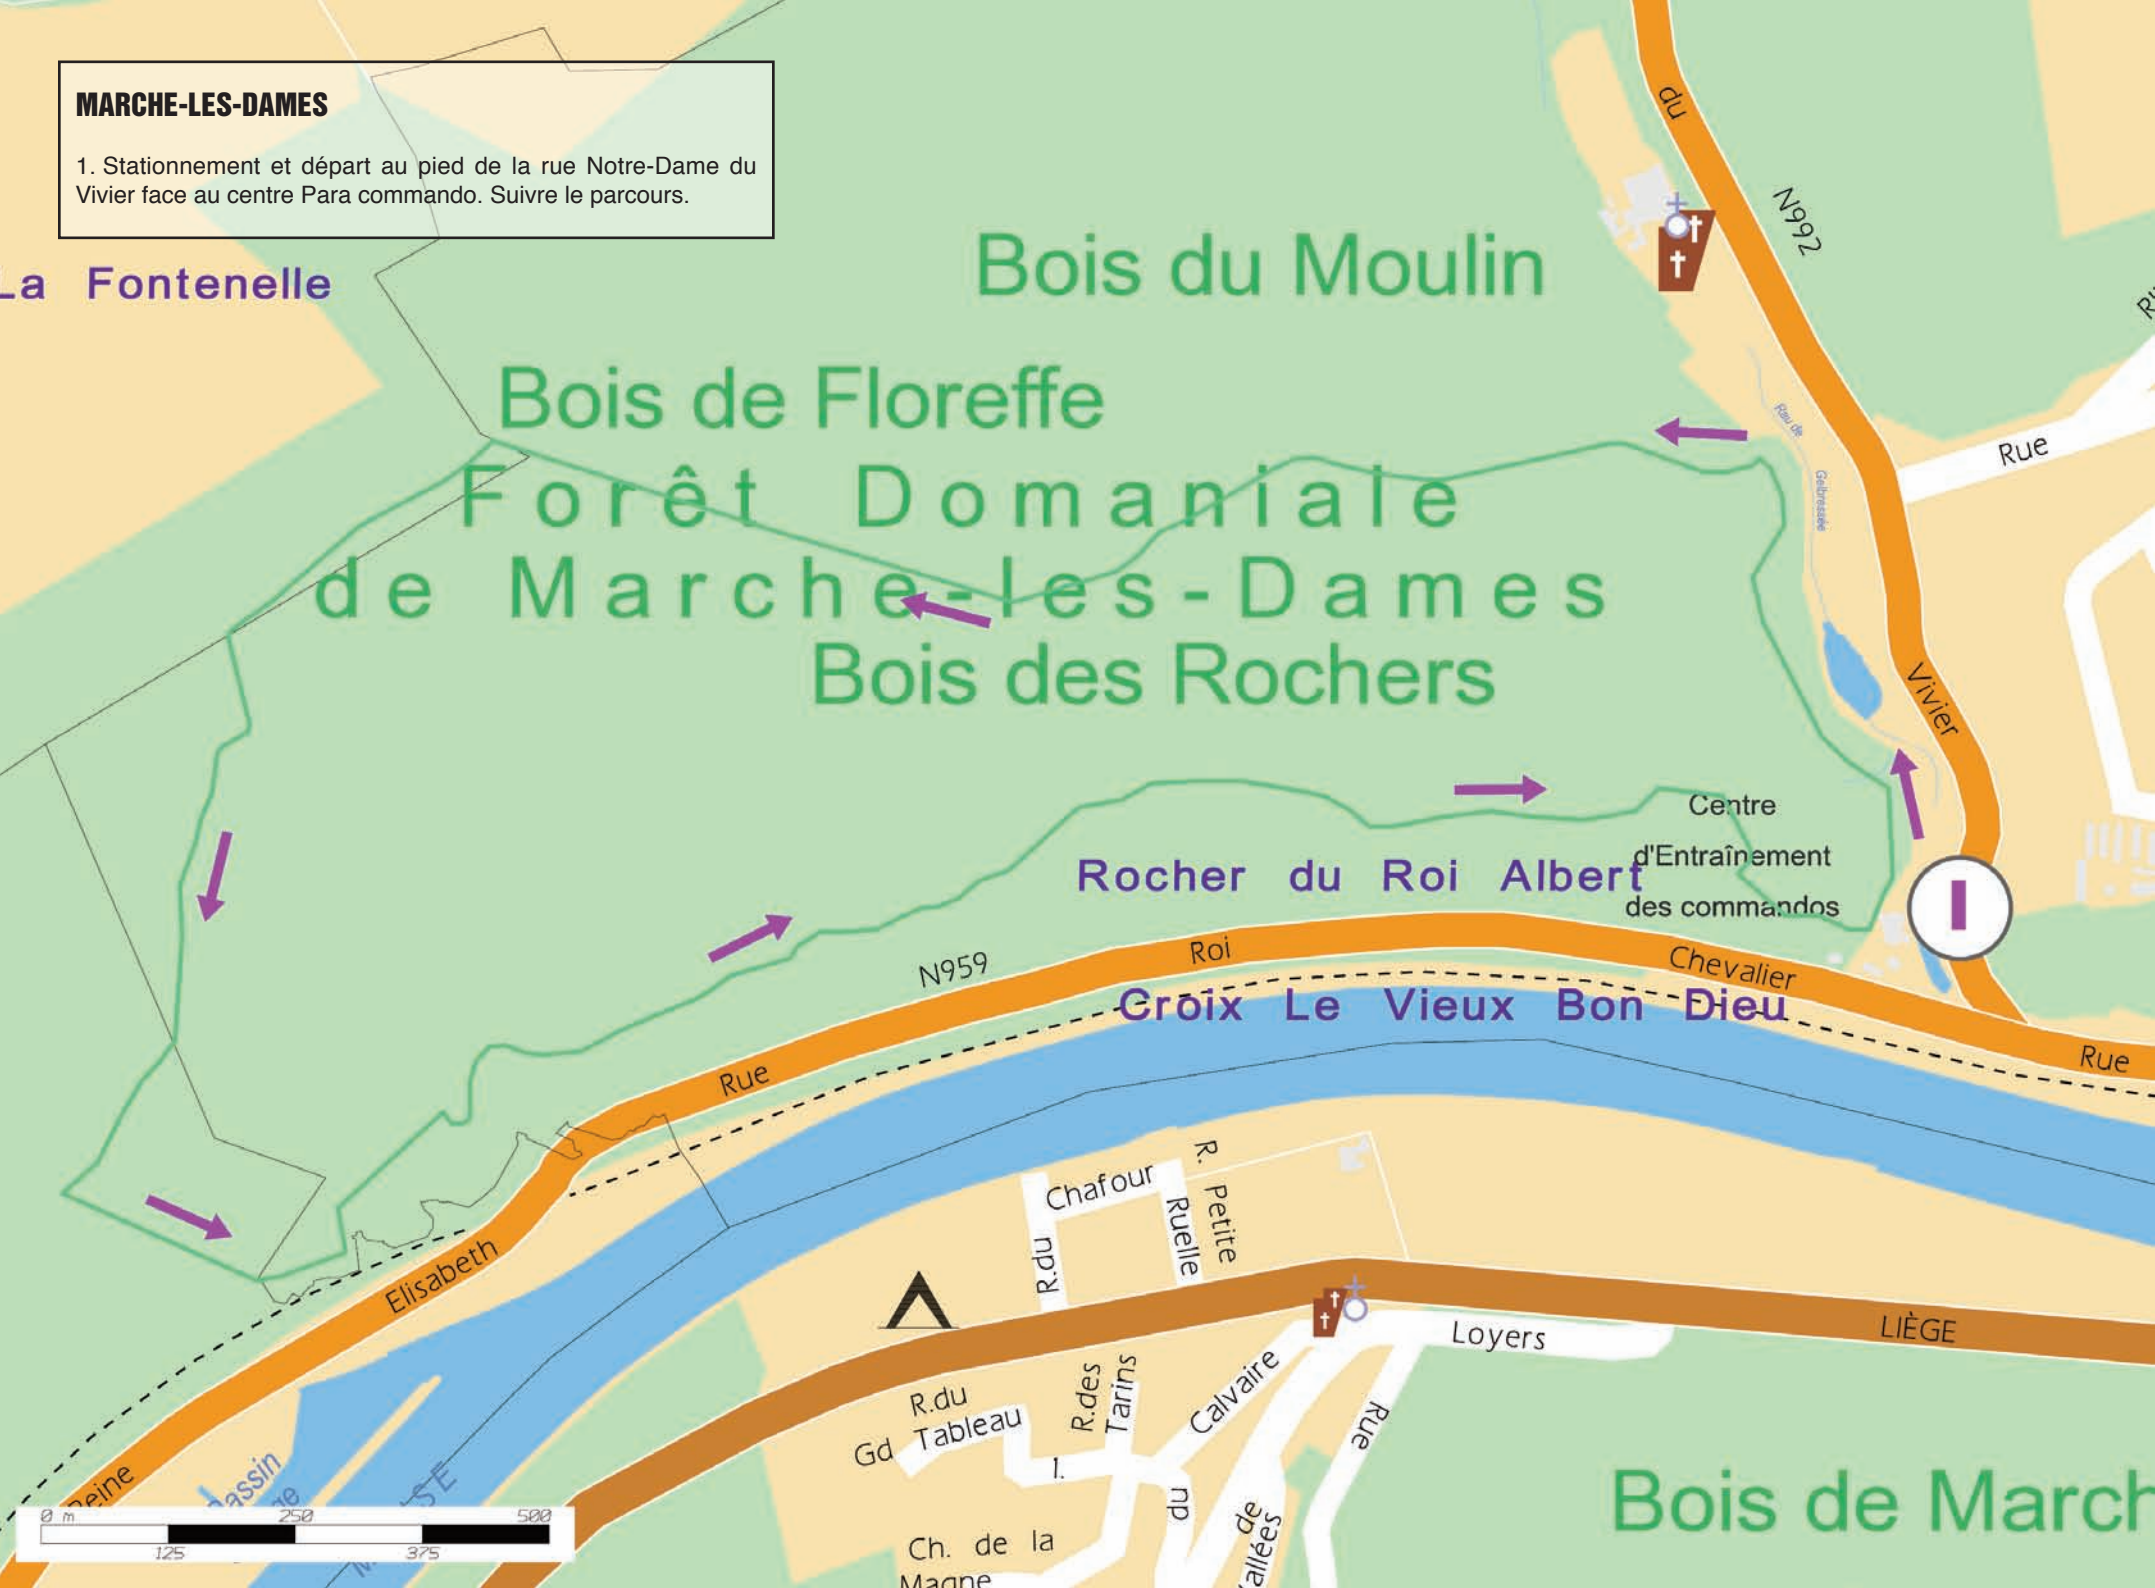 MARCHE-LES-DAMES
1. Stationnement et départ au pied de la rue Notre-Dame du
Vivier face au centre Para commando. Suivre le parcours.
du
N992
La Fontenelle
Bois du Moulin
Bois de Floreffe
Rue
Rau de
Gelbressée
Forêt Domaniale
de Marche-les-Dames
Bois des Rochers
Vivier
Centre
d'Entraînement
des commandos
Rocher du Roi Albert
I
N959
Roi
Chevalier
Croix Le Vieux Bon Dieu
Rue
Rue
R.
Petite
Ruelle
Chafour
R.du
Elisabeth
LIÈGE
Loyers
Calvaire
R.des
Tarins
R.du
Gd Tableau
Rue
I.
du
de
Ch. de la
Bois de March
0 m 250 500
125 375